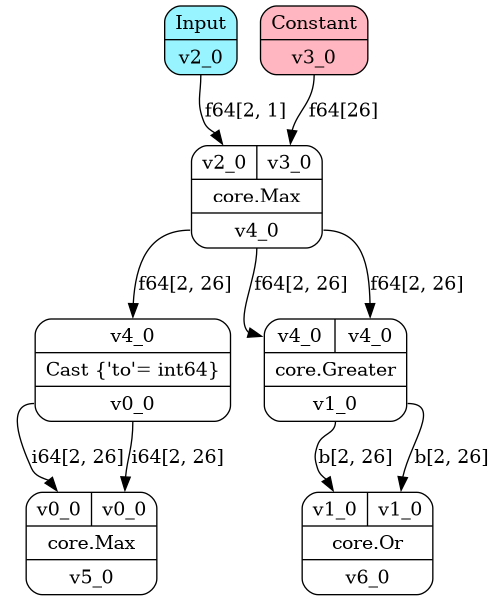 Input
v2_0
Constant
v3_0
f64[2, 1]
f64[26]
v2_0 v3_0
core.Max
v4_0
f64[2, 26]
f64[2, 26]
f64[2, 26]
v4_0
Cast {'to'= int64}
v0_0
v4_0 v4_0
core.Greater
v1_0
i64[2, 26]
i64[2, 26]
b[2, 26]
b[2, 26]
v0_0 v0_0
core.Max
v5_0
v1_0 v1_0
core.Or
v6_0